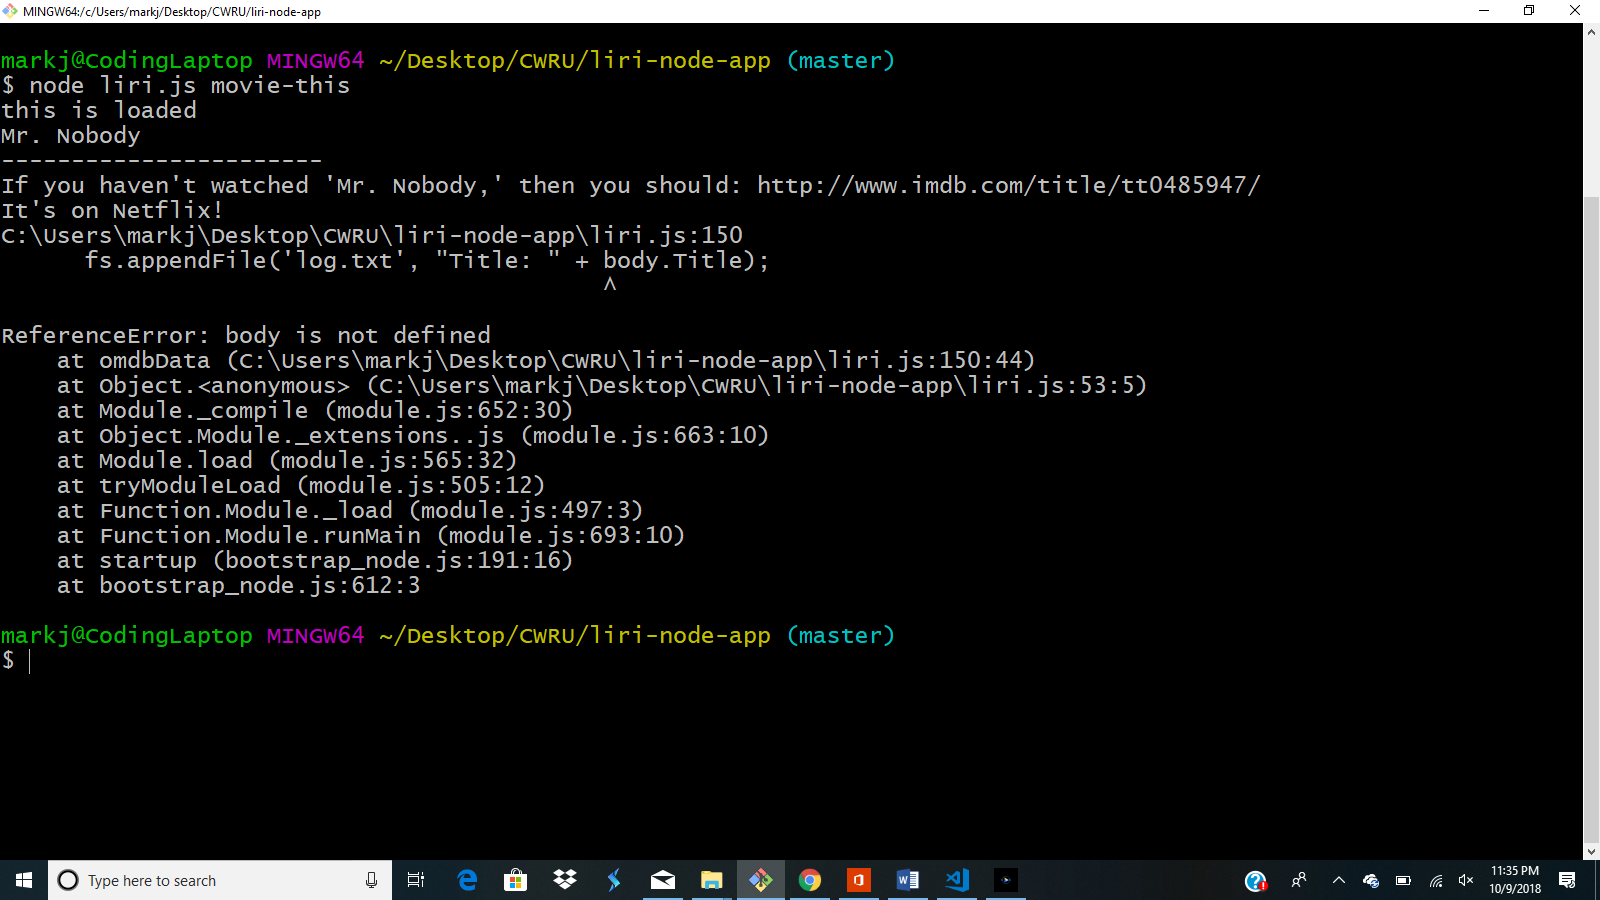 MINGW64:/c/Users/markj/Desktop/CWRU/liri-node-app
markj@CodingLaptop MINGW64 ~/Desktop/CWRU/liri-node-app (master)
$ node liri.js movie-this
this is loaded
Mr. Nobody
-----------------------
If you haven't watched 'Mr. Nobody,' then you should: http://www.imdb.com/title/tt0485947/
It's on Netflix!
C:\Users\markj\Desktop\CWRU\liri-node-app\liri.js:150
      fs.appendFile('log.txt', "Title: " + body.Title);
                                           ^
ReferenceError: body is not defined
    at omdbData (C:\Users\markj\Desktop\CWRU\liri-node-app\liri.js:150:44)
    at Object.<anonymous> (C:\Users\markj\Desktop\CWRU\liri-node-app\liri.js:53:5)
    at Module._compile (module.js:652:30)
    at Object.Module._extensions..js (module.js:663:10)
    at Module.load (module.js:565:32)
    at tryModuleLoad (module.js:505:12)
    at Function.Module._load (module.js:497:3)
    at Function.Module.runMain (module.js:693:10)
    at startup (bootstrap_node.js:191:16)
    at bootstrap_node.js:612:3
markj@CodingLaptop MINGW64 ~/Desktop/CWRU/liri-node-app (master)
$
Type here to search
11:35 PM
10/9/2018